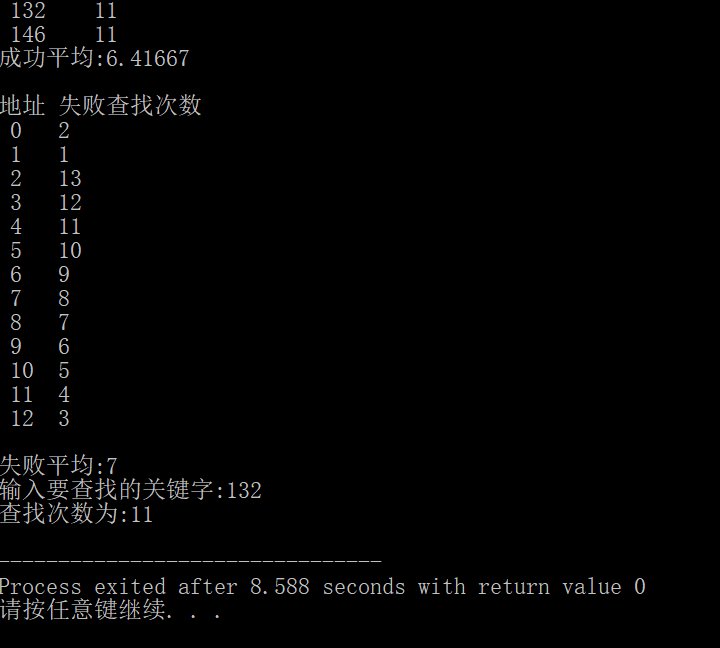 132 11
146 11
成功平均:6.41667
地址 失败查找次数
0 2
1 1
2 13
3 12
4 11
5 10
6 9
7 8
8 7
9 6
10 5
11 4
12 3
失败平均:7
输入要查找的关键字:132
查找次数为:11
--------------------------------
Process exited after 8.588 seconds with return value 0
请按任意键继续. . .